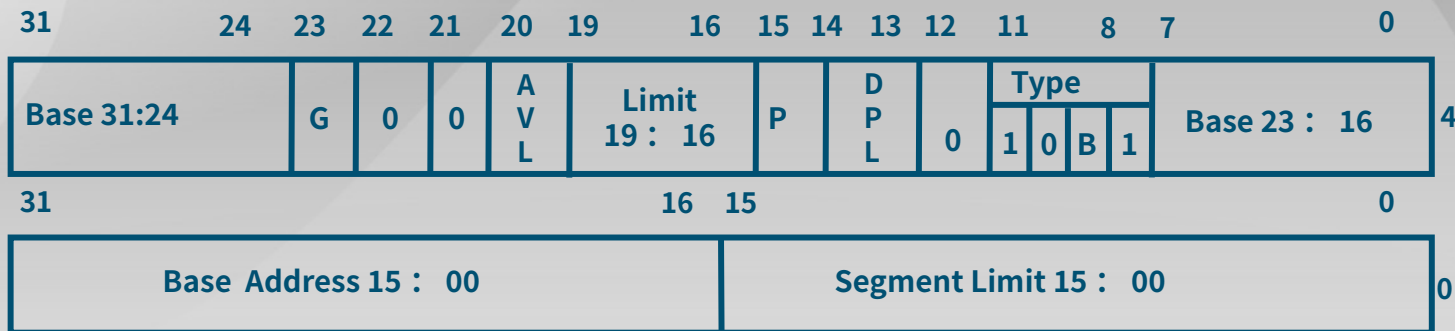 31 24 23 22 21 20 19 16 15 14 13 12 11 8 7 0
Base 31:24 G 0 0 AVL Limit 19： 16 P DPL 0 Type 1 0 B 1 Base 23： 16 4
31 16 15 0
Base Address 15： 00 Segment Limit 15： 00 0